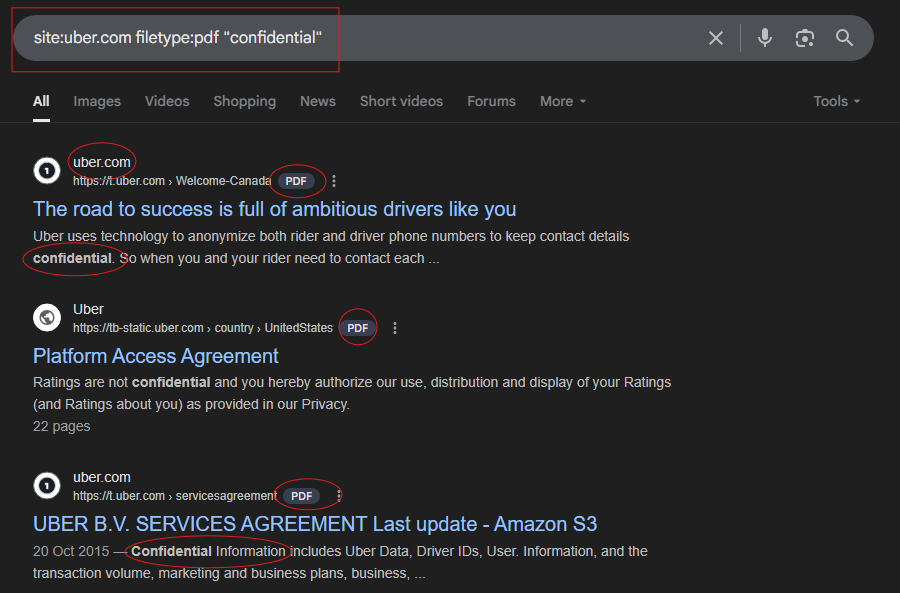 site:uber.com filetype:pdf "confidential"
All Images Videos Shopping News Short videos Forums More Tools
uber.com
https://t.uber.com › Welcome-Canada PDF
The road to success is full of ambitious drivers like you
Uber uses technology to anonymize both rider and driver phone numbers to keep contact details
confidential. So when you and your rider need to contact each ...
Uber
https://tb-static.uber.com › country › UnitedStates PDF
Platform Access Agreement
Ratings are not confidential and you hereby authorize our use, distribution and display of your Ratings
(and Ratings about you) as provided in our Privacy.
22 pages
uber.com
https://t.uber.com › servicesagreement PDF
UBER B.V. SERVICES AGREEMENT Last update - Amazon S3
20 Oct 2015 — Confidential Information includes Uber Data, Driver IDs, User. Information, and the
transaction volume, marketing and business plans, business, ...